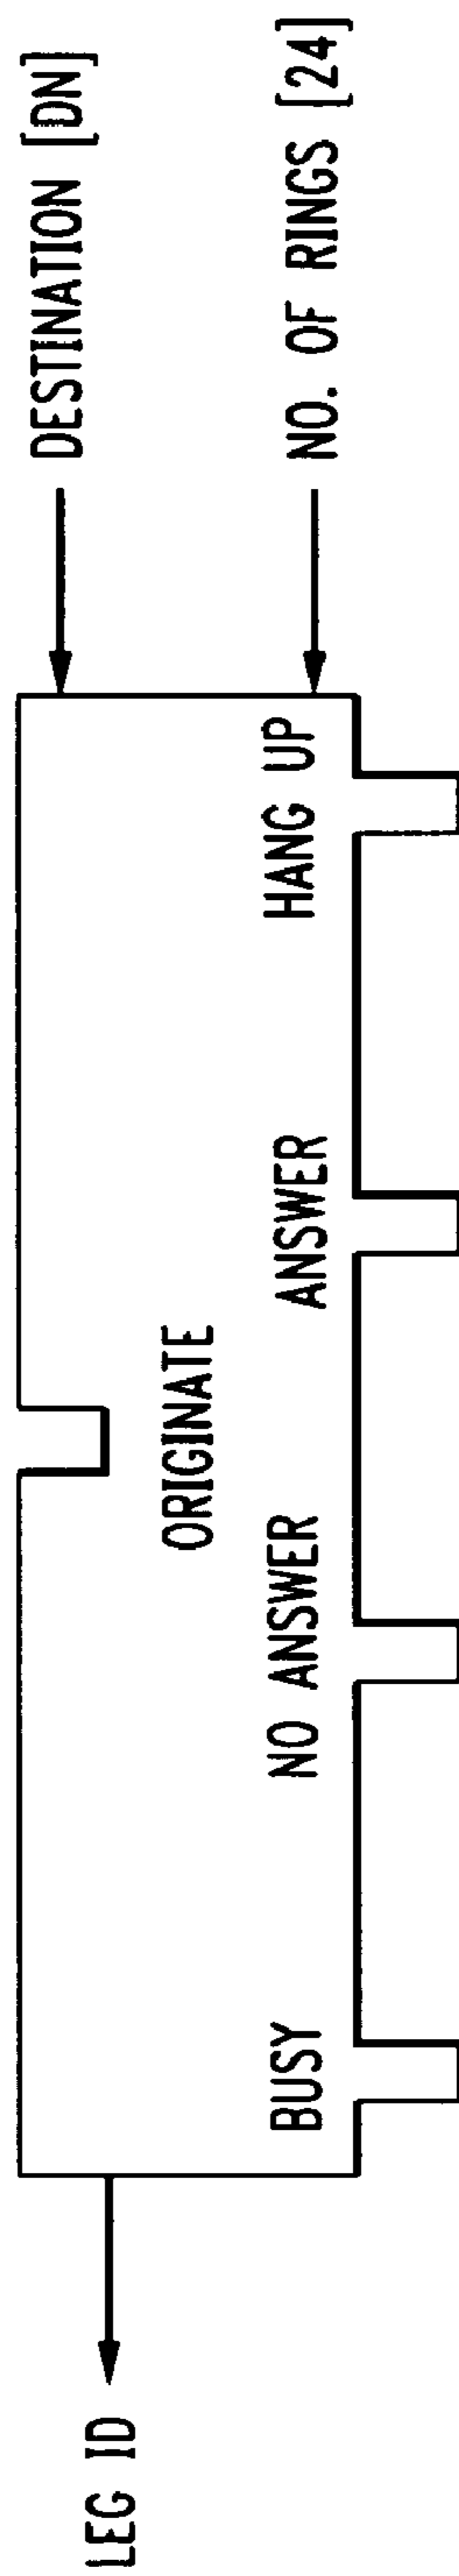 DESTINATION [DN]
LEG ID
ORIGINATE
BUSY
NO ANSWER
ANSWER
HANG UP
NO. OF RINGS [24]